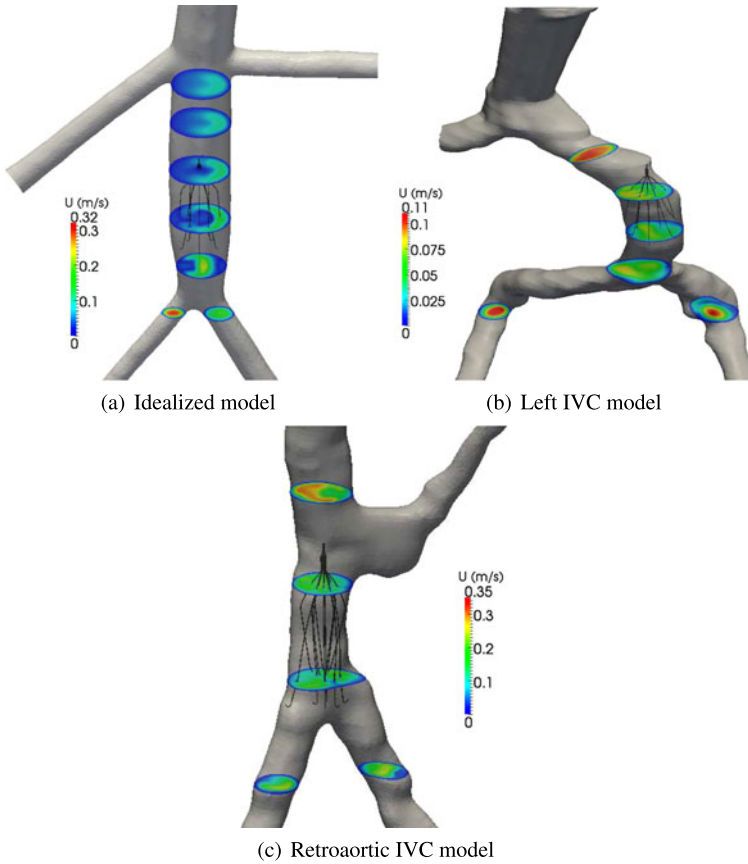 U (m/s)
0.32
0.3
0.2
0.1
0
U (m/s)
0.11
0.1
0.075
0.05
0.025
0
(a) Idealized model
(b) Left IVC model
U (m/s)
0.35
0.3
0.2
0.1
0
(c) Retroaortic IVC model